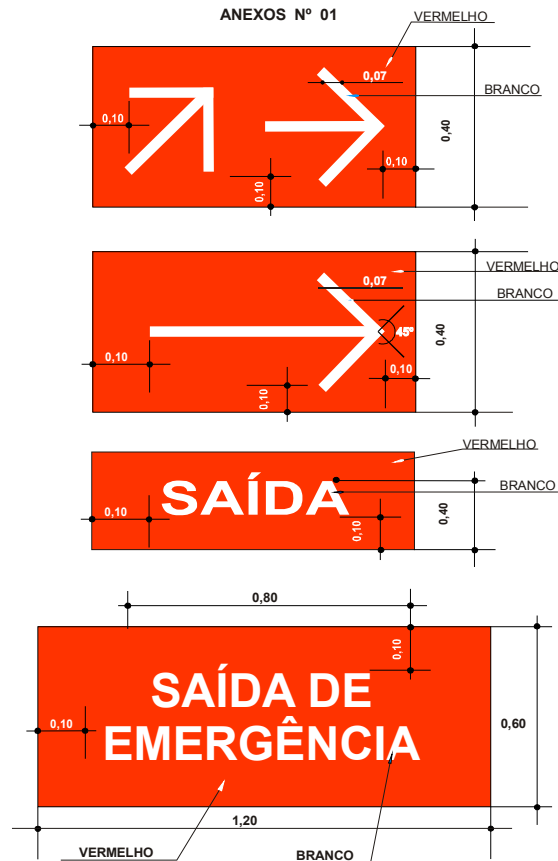 ANEXOS Nº 01
VERMELHO
0,07
BRANCO
0,10
0,40
0,10
0,10
VERMELHO
0,07
BRANCO
45º
0,40
0,10
0,10
0,10
VERMELHO
SAÍDA
BRANCO
0,10
0,10
0,40
0,80
0,10
SAÍDA DE
EMERGÊNCIA
0,10
0,60
1,20
VERMELHO
BRANCO